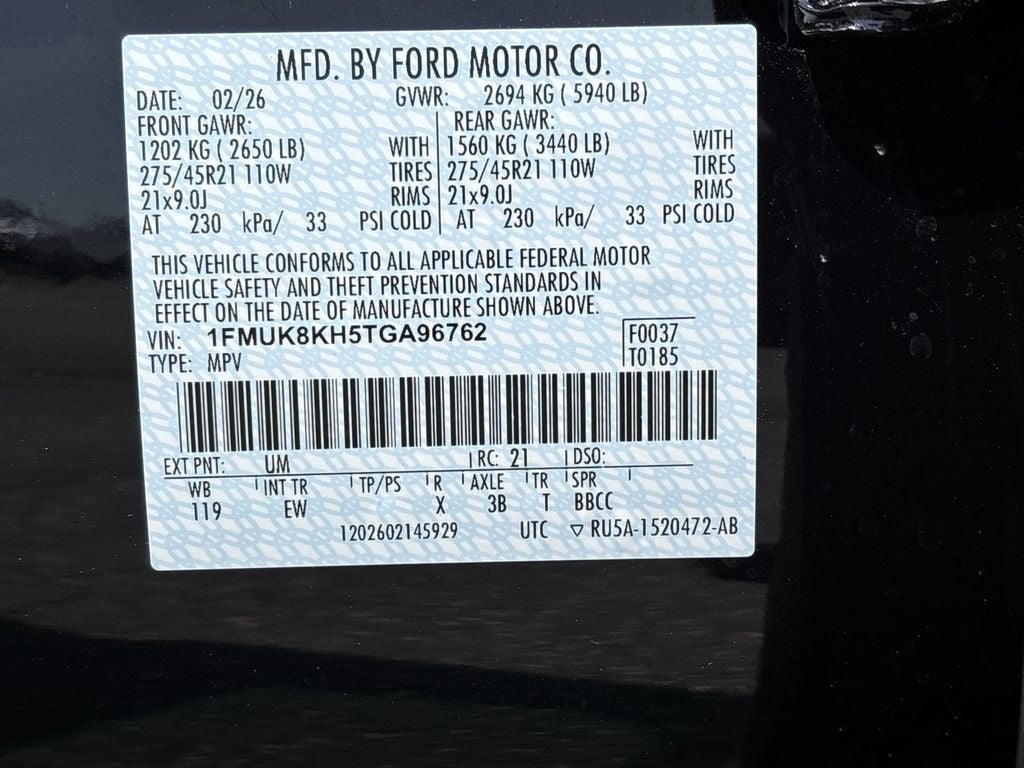 MFD. BY FORD MOTOR CO.
DATE: 02/26 GVWR: 2694 KG ( 5940 LB)
FRONT GAWR: REAR GAWR:
1202 KG ( 2650 LB) WITH 1560 KG ( 3440 LB) WITH
275/45R21 110W TIRES 275/45R21 110W TIRES
21x9.0J RIMS 21x9.0J RIMS
AT 230 kPa/ 33 PSI COLD AT 230 kPa/ 33 PSI COLD
THIS VEHICLE CONFORMS TO ALL APPLICABLE FEDERAL MOTOR
VEHICLE SAFETY AND THEFT PREVENTION STANDARDS IN
EFFECT ON THE DATE OF MANUFACTURE SHOWN ABOVE.
VIN: 1FMUK8KH5TGA96762 F0037
TYPE: MPV T0185
EXT PNT: UM RC: 21 DSO:
WB INT TR TP/PS R AXLE TR SPR
119 EW X 3B T BBCC
1202602145929 UTC ▽ RU5A-1520472-AB